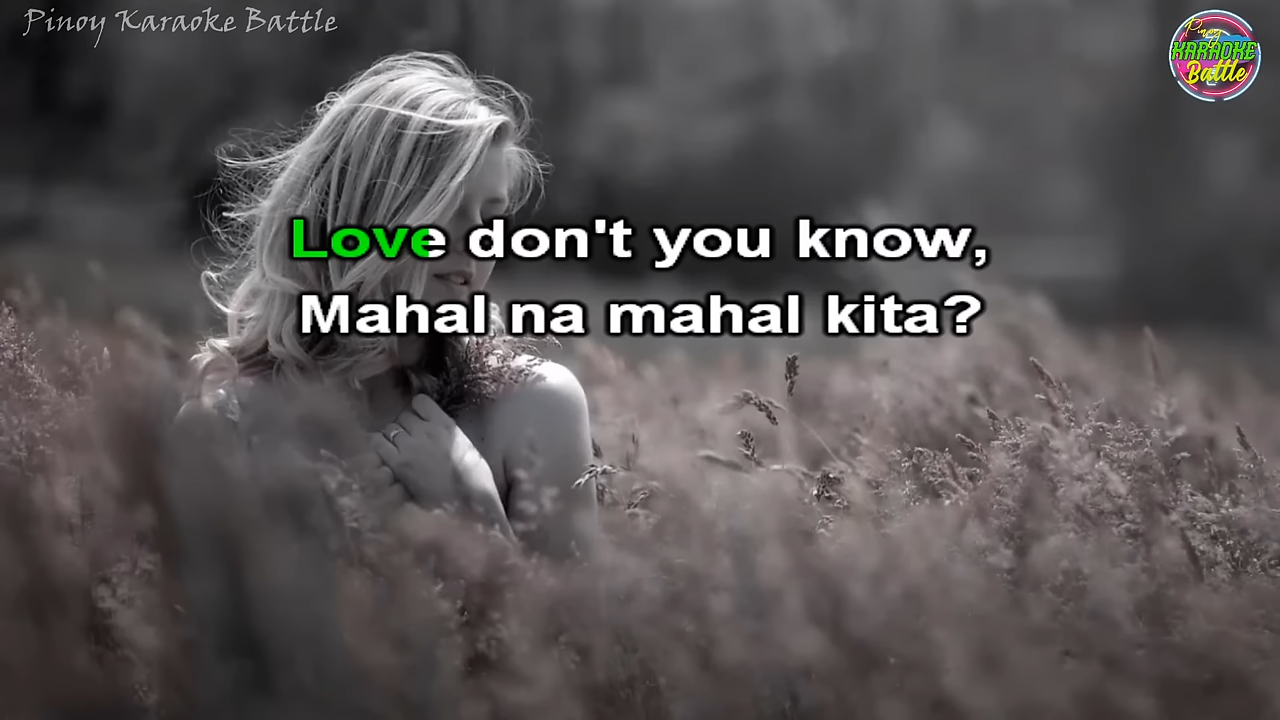 Pinoy Karaoke Battle
Pinoy
KARAOKE
Battle
Love don't you know,
Mahal na mahal kita?